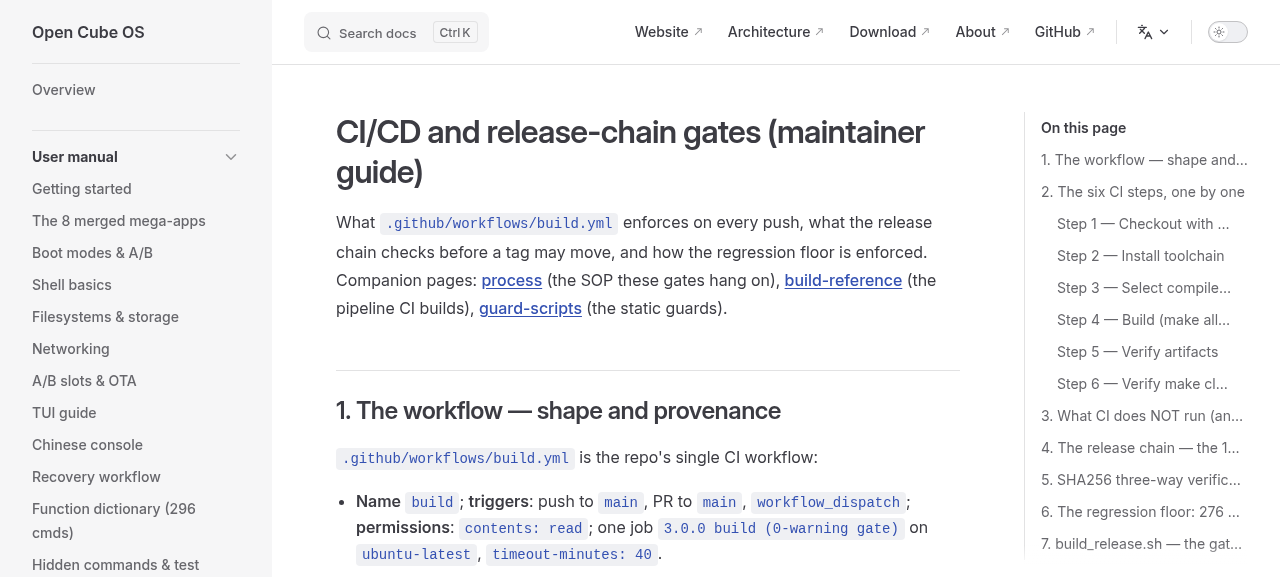 Open Cube OS
Search docs
Ctrl K
Website
Architecture
Download
About
GitHub
Overview
User manual
Getting started
The 8 merged mega-apps
Boot modes & A/B
Shell basics
Filesystems & storage
Networking
A/B slots & OTA
TUI guide
Chinese console
Recovery workflow
Function dictionary (296
cmds)
Hidden commands & test
CI/CD and release-chain gates (maintainer
guide)
What .github/workflows/build.yml enforces on every push, what the release
chain checks before a tag may move, and how the regression floor is enforced.
Companion pages: process (the SOP these gates hang on), build-reference (the
pipeline CI builds), guard-scripts (the static guards).
1. The workflow — shape and provenance
.github/workflows/build.yml is the repo's single CI workflow:
• Name build; triggers: push to main, PR to main, workflow_dispatch;
permissions: contents: read; one job 3.0.0 build (0-warning gate) on
ubuntu-latest, timeout-minutes: 40.
On this page
1. The workflow — shape and...
2. The six CI steps, one by one
Step 1 — Checkout with ...
Step 2 — Install toolchain
Step 3 — Select compile...
Step 4 — Build (make all...
Step 5 — Verify artifacts
Step 6 — Verify make cl...
3. What CI does NOT run (an...
4. The release chain — the 1...
5. SHA256 three-way verific...
6. The regression floor: 276 ...
7. build_release.sh — the gat...